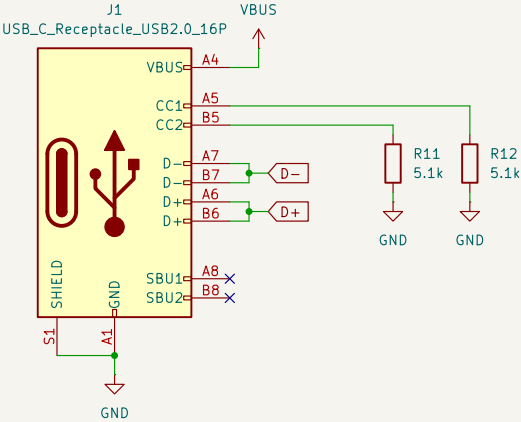 J1
USB_C_Receptacle_USB2.0_16P
VBUS
VBUS A4
CC1 A5
CC2 B5
D- A7
D- B7
D-
D+ A6
D+ B6
D+
R11
5.1k
R12
5.1k
GND
GND
SBU1 A8
SBU2 B8
SHIELD
GND
S1
A1
GND